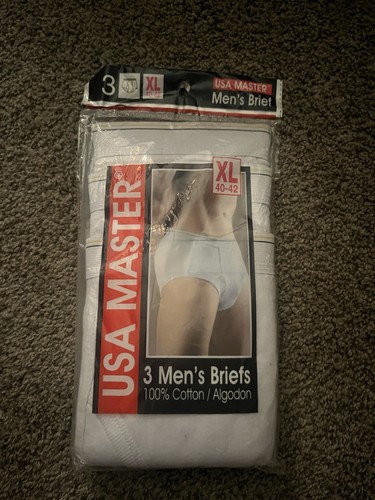 3 XL USA MASTER
Men's Brief
XL
40-42
USA MASTER
3 Men's Briefs
100% Cotton / Algodon